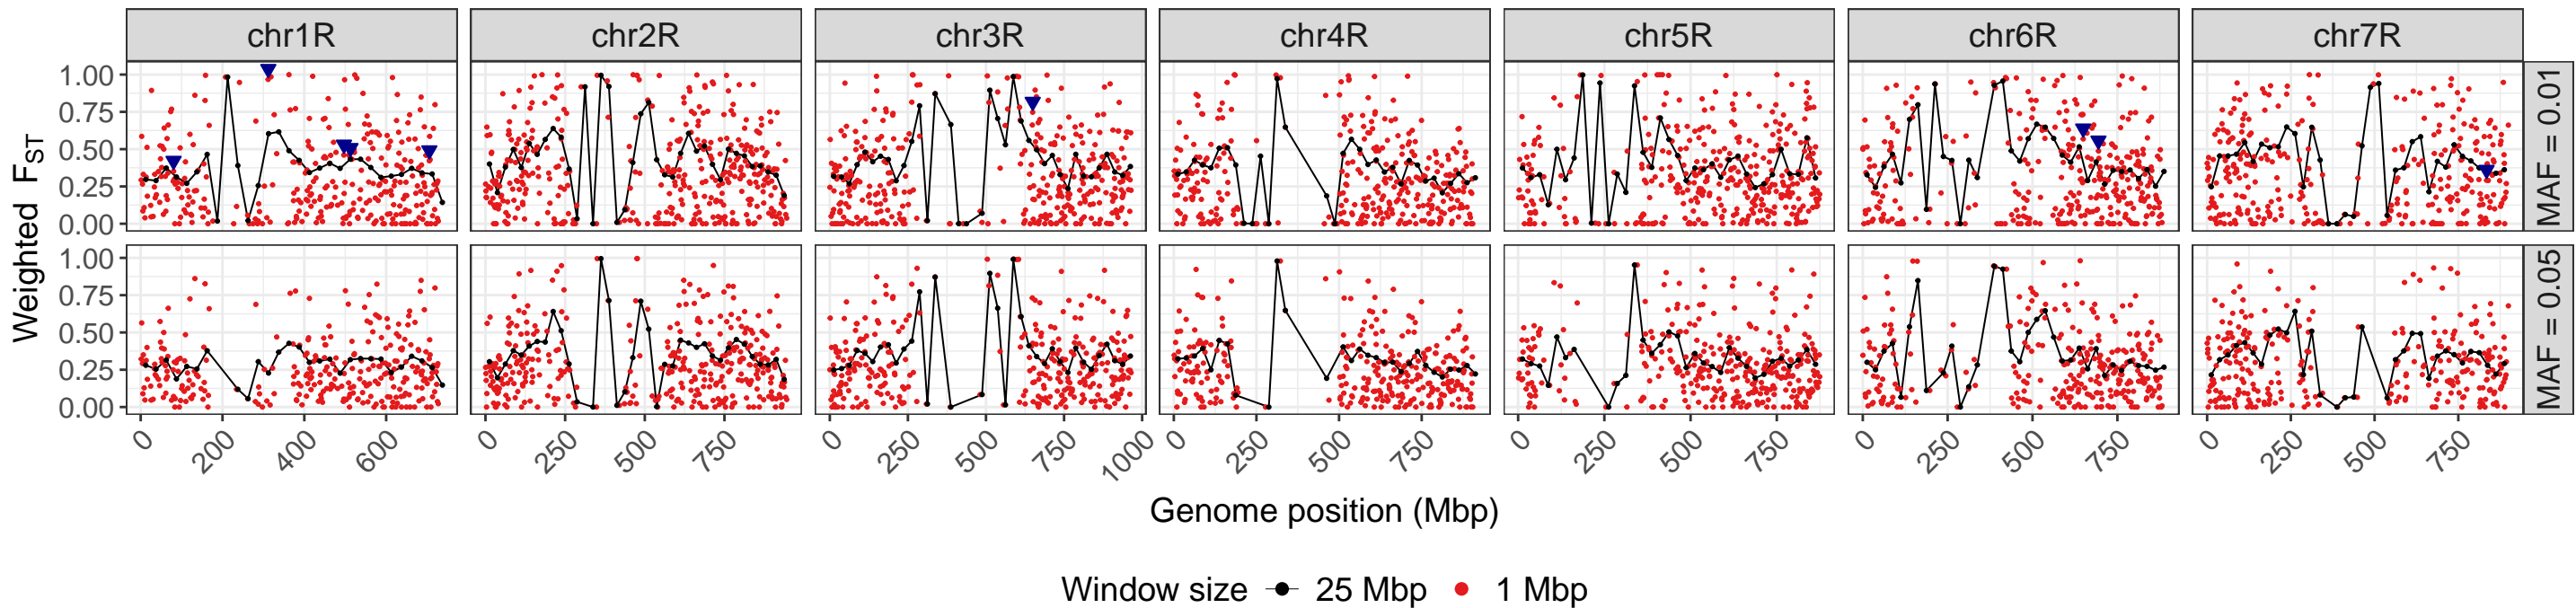 chr1R chr2R chr3R chr4R chr5R chr6R chr7R
Weighted FST
1.00
0.75
0.50
0.25
0.00
MAF = 0.01
1.00
0.75
0.50
0.25
0.00
MAF = 0.05
0 200 400 600 0 250 500 750 0 250 500 750 1000 0 250 500 750 0 250 500 750 0 250 500 750 0 250 500 750
Genome position (Mbp)
Window size 25 Mbp 1 Mbp